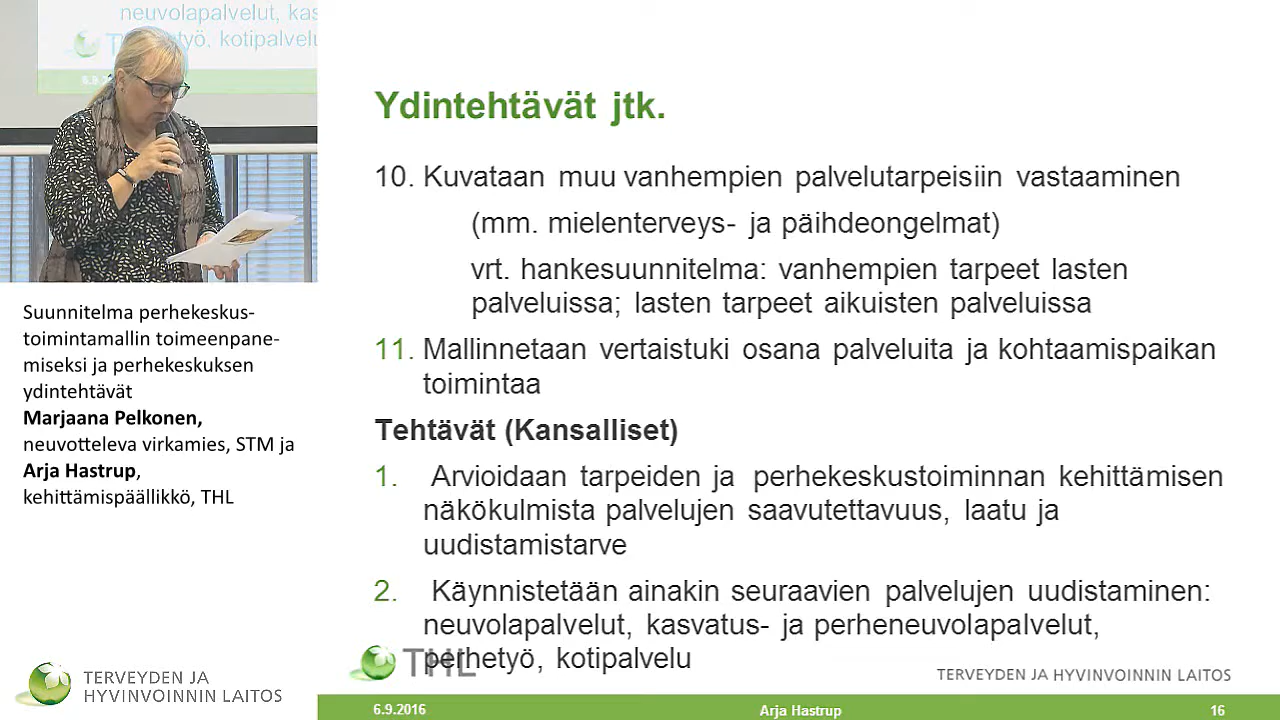 neuvolapalvelut, kas
työ, kotipalvelu
Suunnitelma perhekeskus-
toimintamallin toimeenpane-
miseksi ja perhekeskuksen
ydintehtävät
Marjaana Pelkonen,
neuvotteleva virkamies, STM ja
Arja Hastrup,
kehittämispäällikkö, THL
TERVEYDEN JA
HYVINVOINNIN LAITOS
Ydintehtävät jtk.
10. Kuvataan muu vanhempien palvelutarpeisiin vastaaminen
(mm. mielenterveys- ja päihdeongelmat)
vrt. hankesuunnitelma: vanhempien tarpeet lasten
palveluissa; lasten tarpeet aikuisten palveluissa
11. Mallinnetaan vertaistuki osana palveluita ja kohtaamispaikan
toimintaa
Tehtävät (Kansalliset)
1. Arvioidaan tarpeiden ja perhekeskustoiminnan kehittämisen
näkökulmista palvelujen saavutettavuus, laatu ja
uudistamistarve
2. Käynnistetään ainakin seuraavien palvelujen uudistaminen:
neuvolapalvelut, kasvatus- ja perheneuvolapalvelut,
perhetyö, kotipalvelu
THL
TERVEYDEN JA HYVINVOINNIN LAITOS
6.9.2016
Arja Hastrup
16